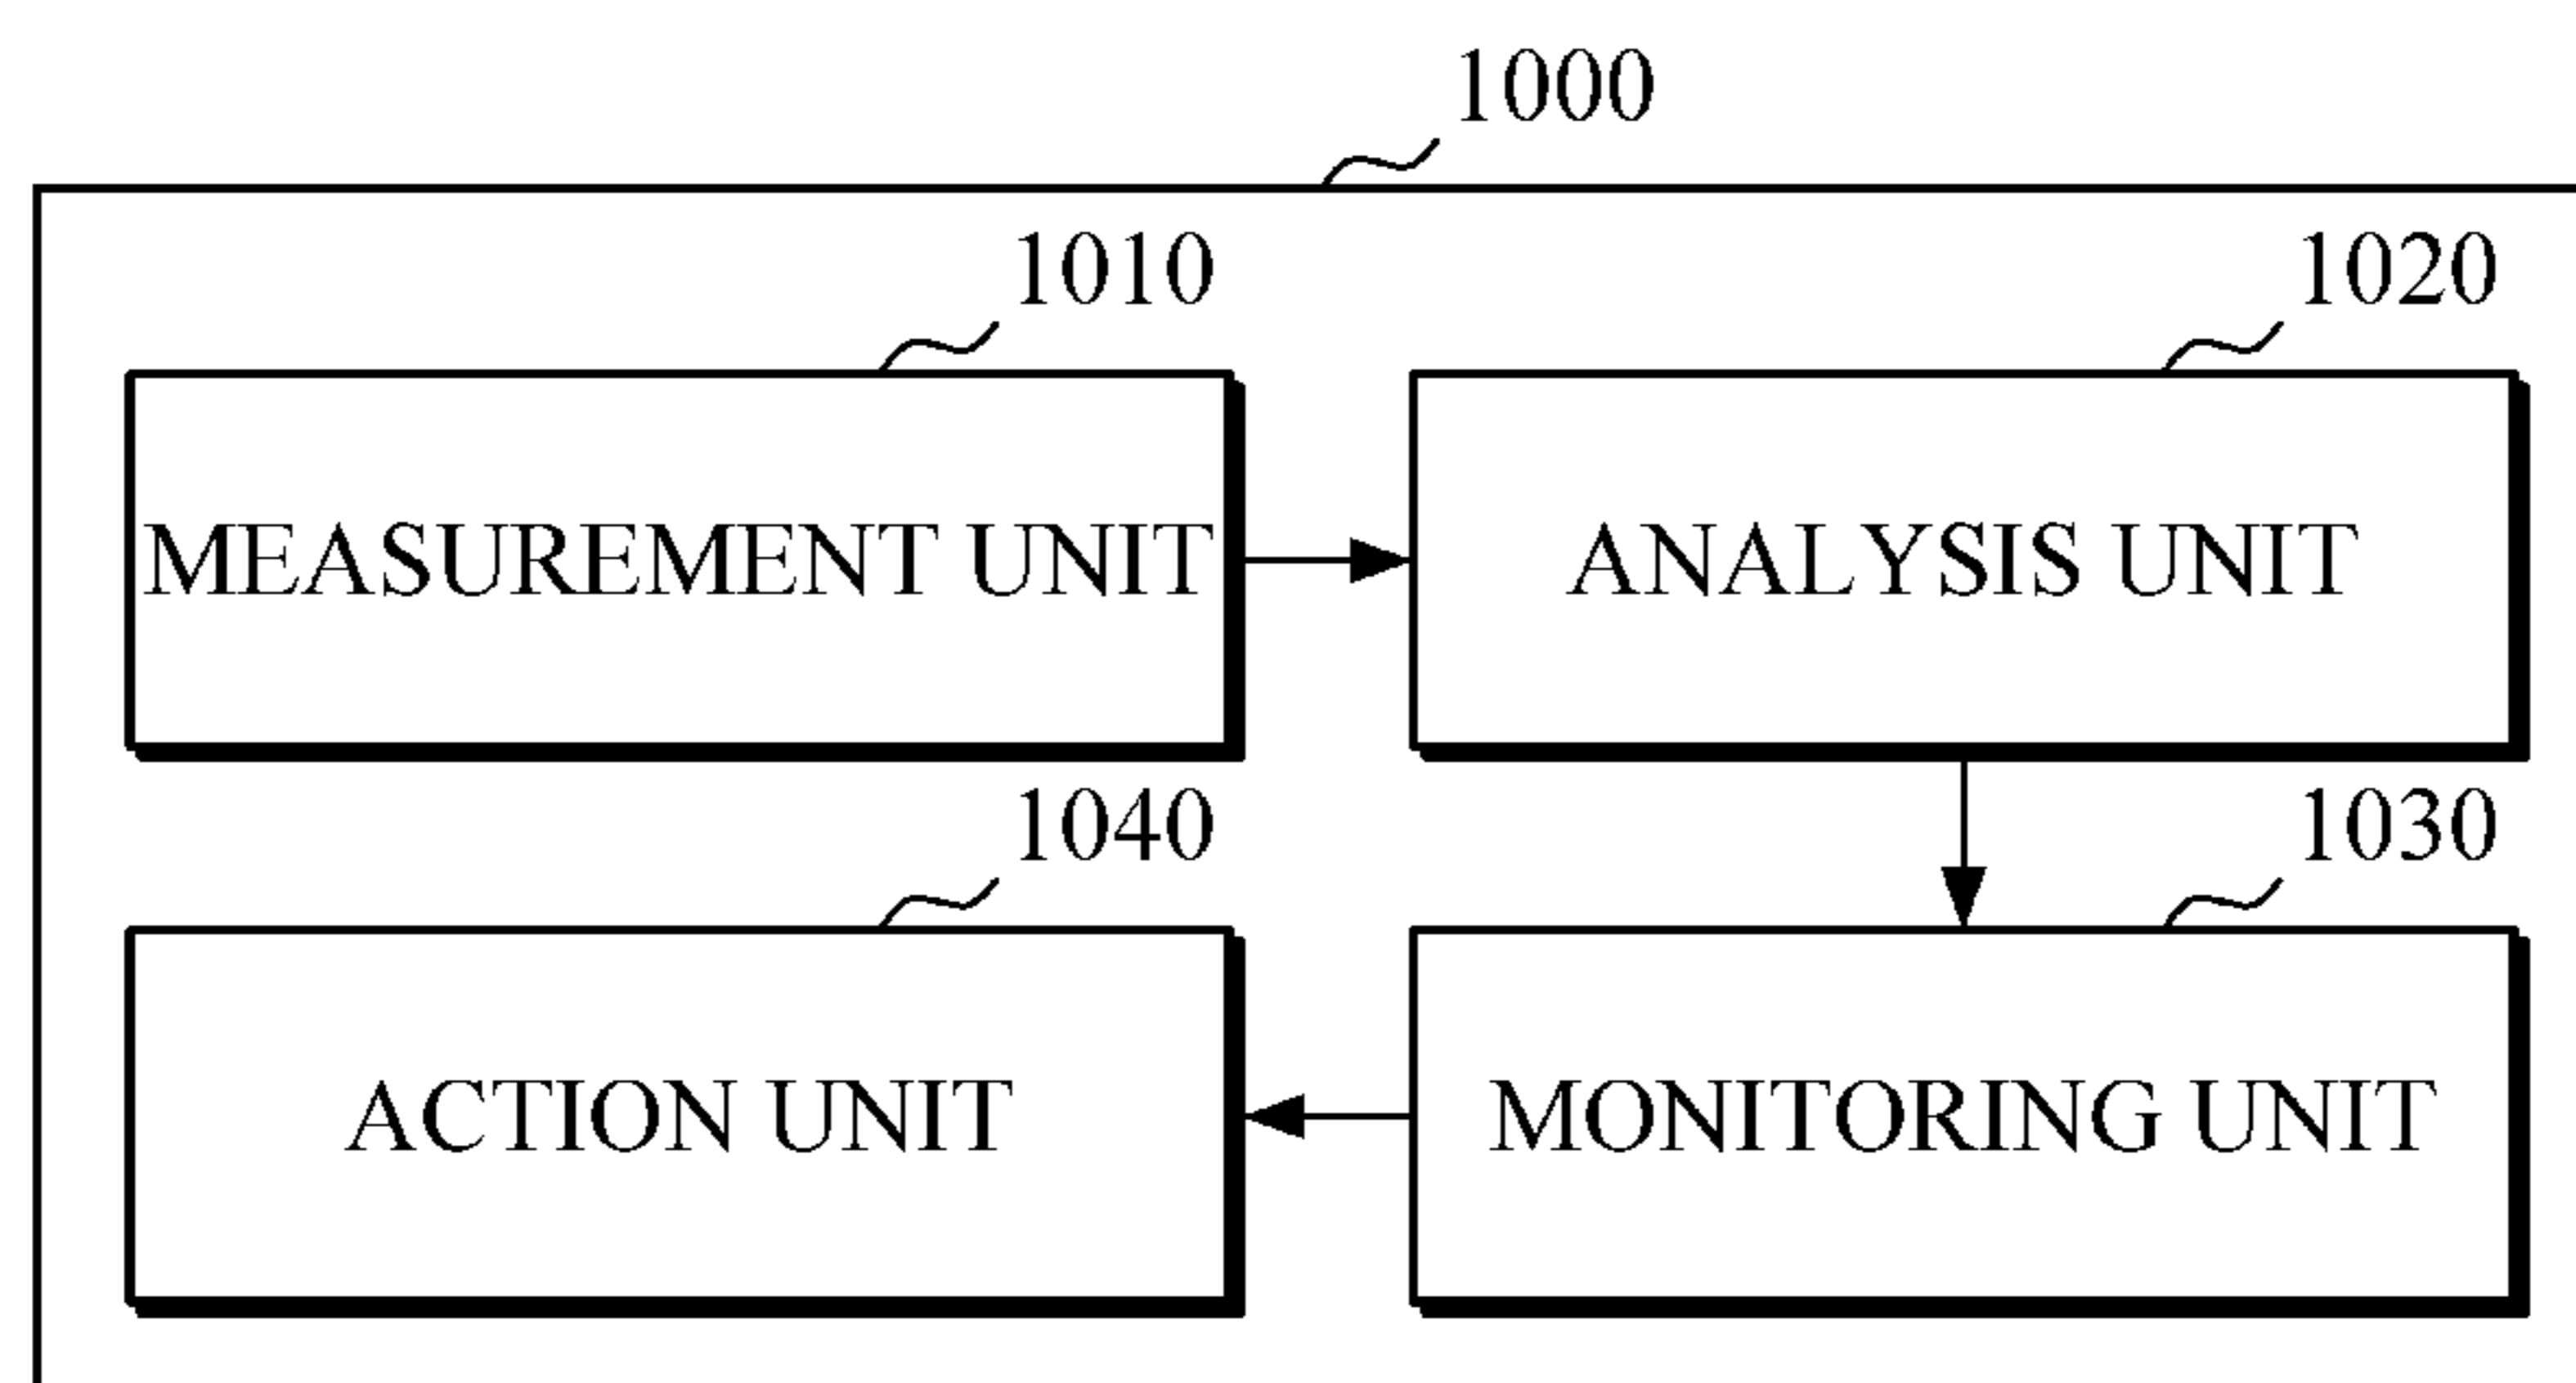 1000
1010
1020
MEASUREMENT UNIT
ANALYSIS UNIT
1040
1030
ACTION UNIT
MONITORING UNIT